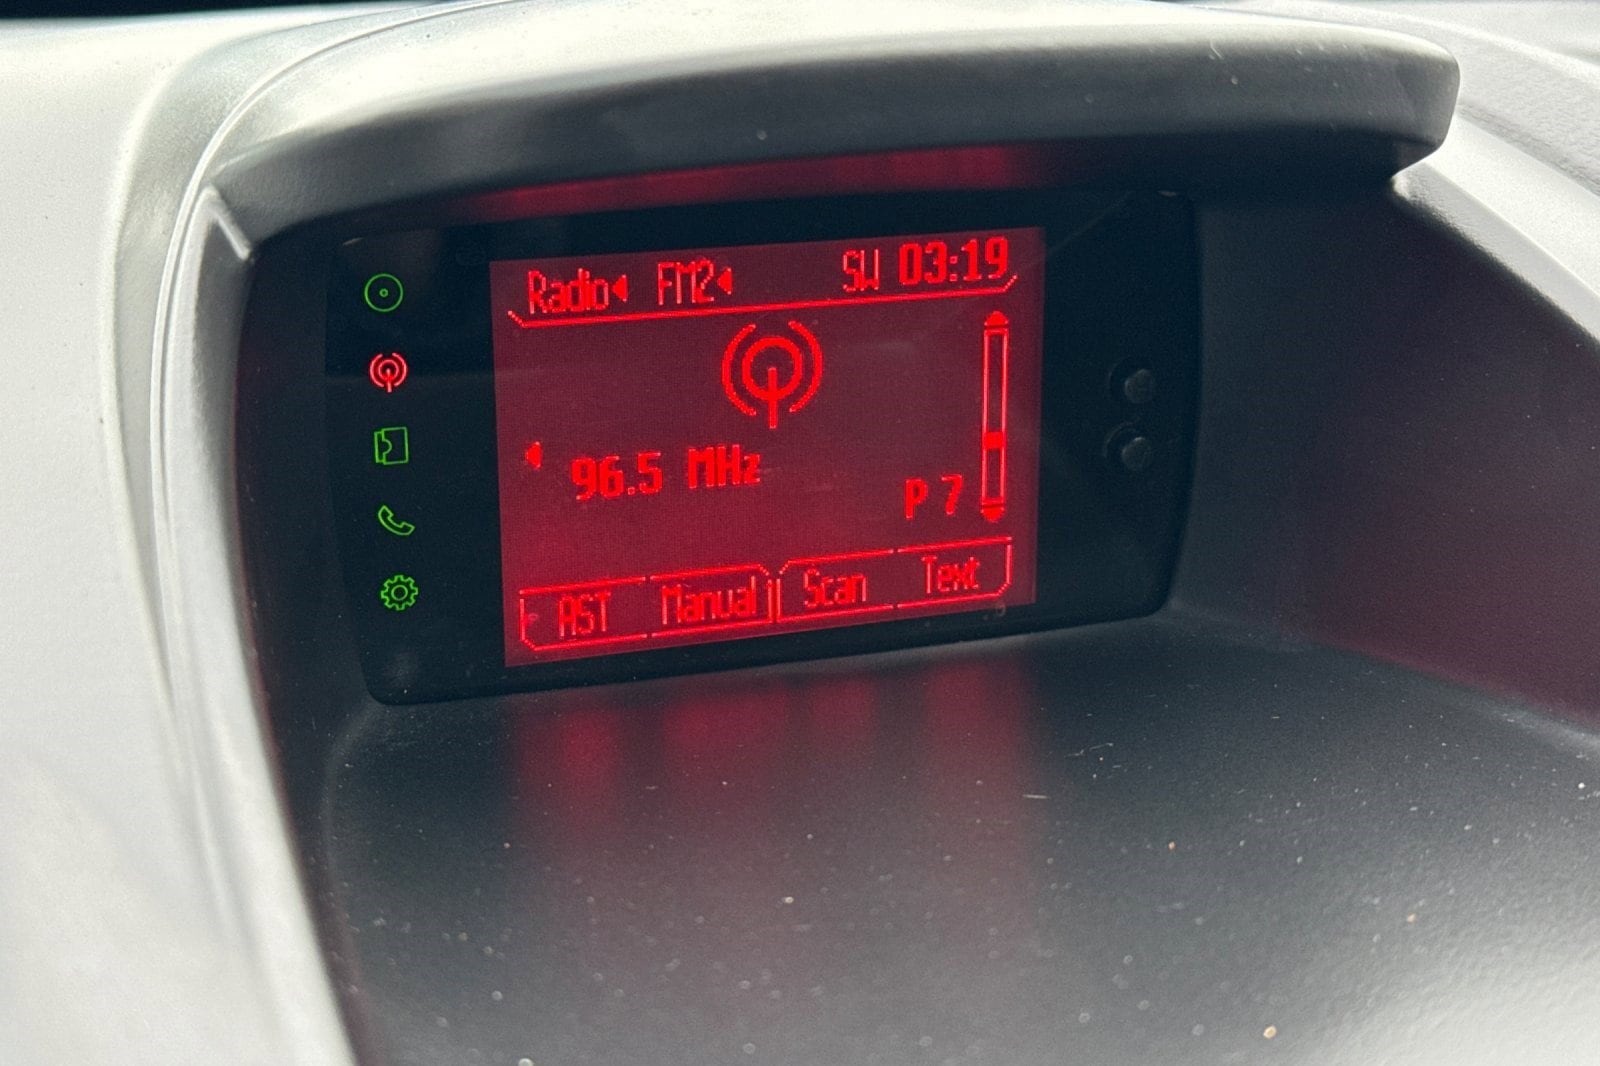 Radio FM2 SW 03:19
96.5 MHz
P 7
AST Manual Scan Text